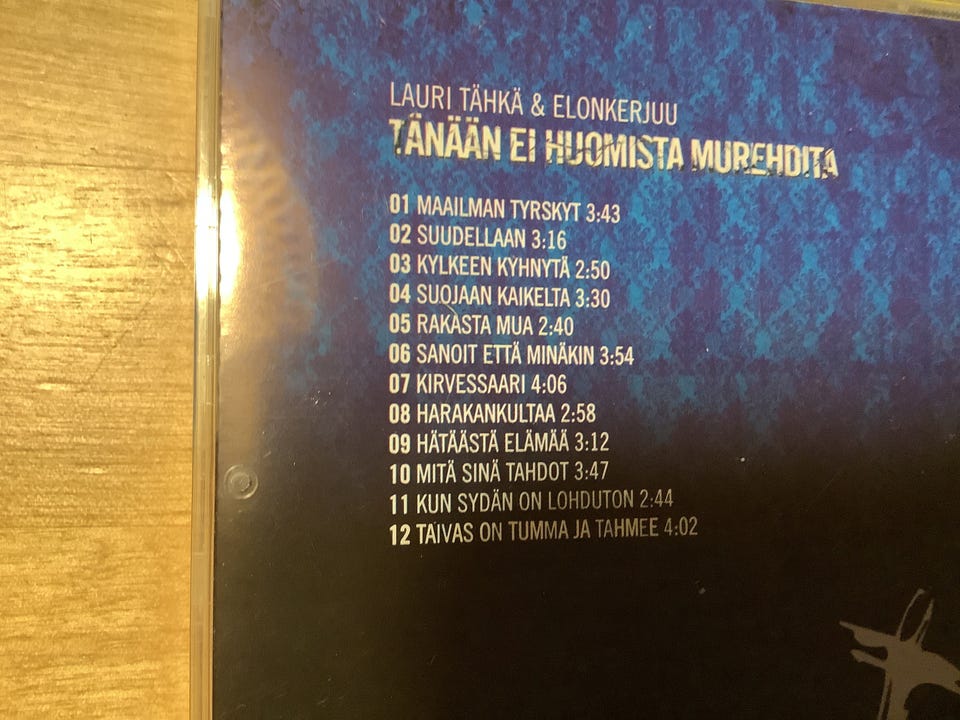 LAURI TÄHKÄ & ELONKERJUU
TÄNÄÄN EI HUOMISTA MUREHDITA
01 MAAILMAN TYRSKYT 3:43
02 SUUDELLAAN 3:16
03 KYLKEEN KYHNYTÄ 2:50
04 SUOJAAN KAIKELTA 3:30
05 RAKASTA MUA 2:40
06 SANOIT ETTÄ MINÄKIN 3:54
07 KIRVESSAARI 4:06
08 HARAKANKULTAA 2:58
09 HÄTÄÄSTÄ ELÄMÄÄ 3:12
10 MITÄ SINÄ TAHDOT 3:47
11 KUN SYDÄN ON LOHDUTON 2:44
12 TAIVAS ON TUMMA JA TAHMEE 4:02